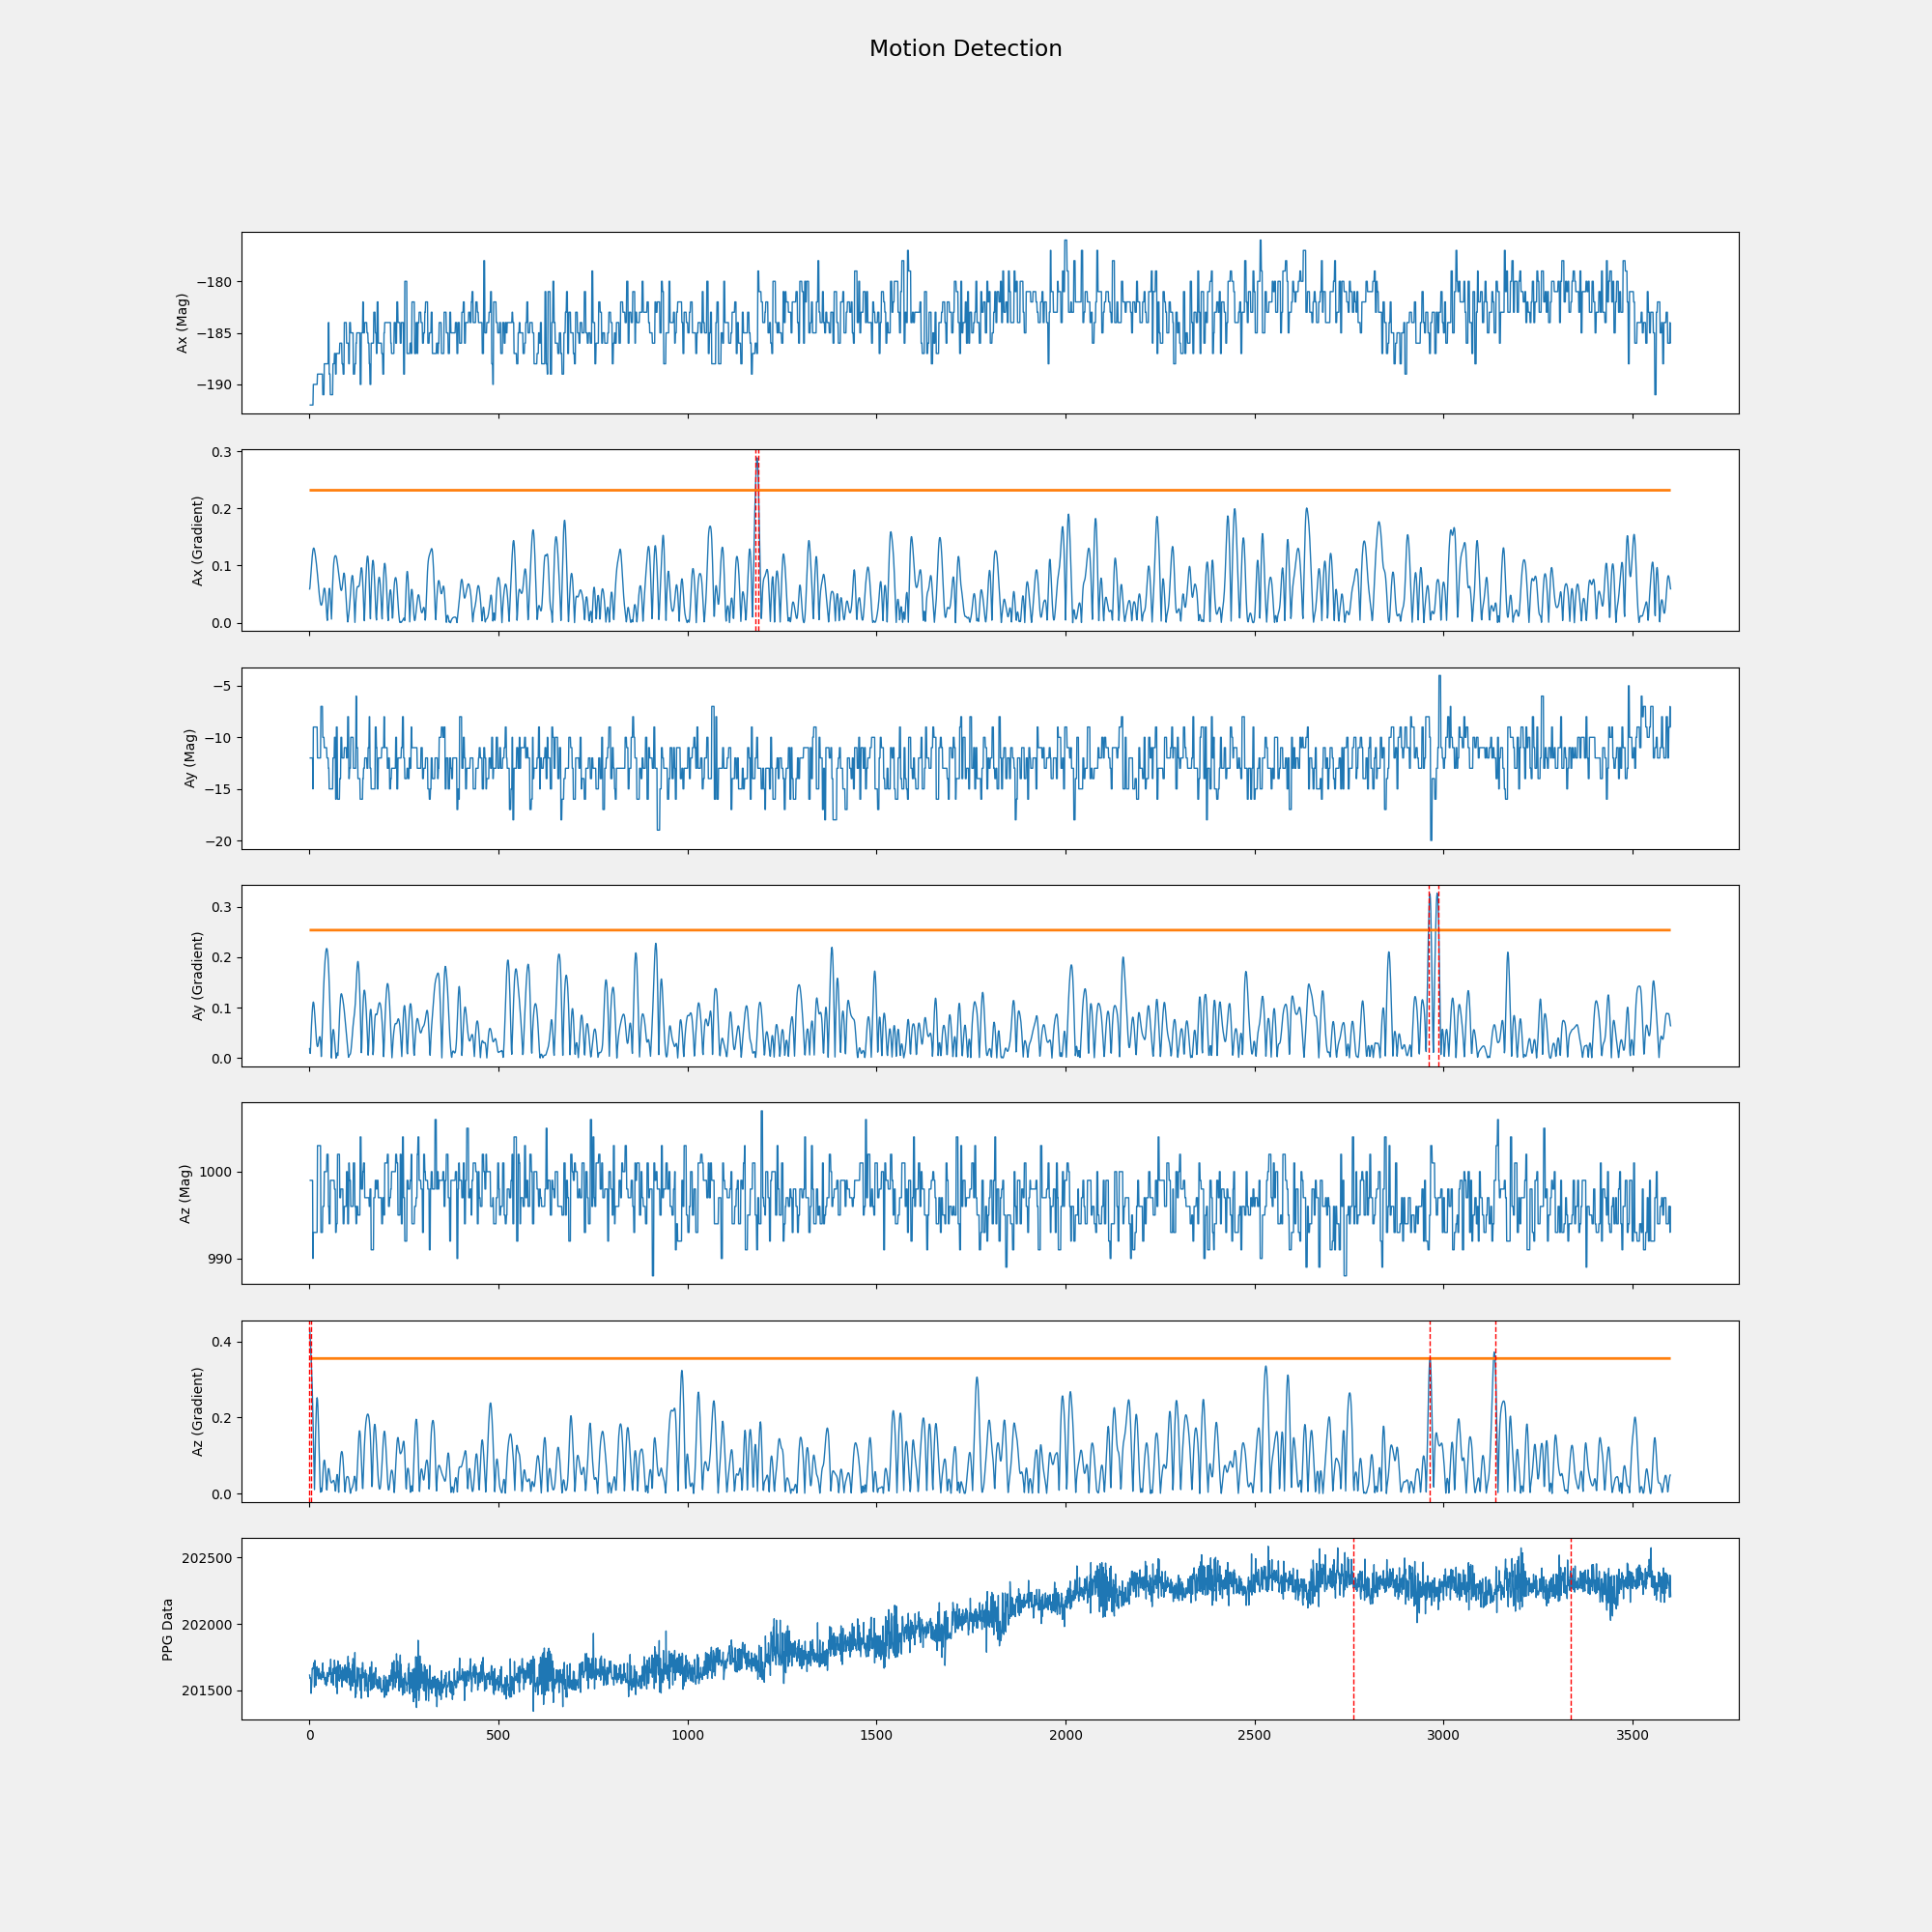 Motion Detection
−180
−185
−190
Ax (Mag)
0.3
0.2
0.1
0.0
Ax (Gradient)
−5
−10
−15
−20
Ay (Mag)
0.3
0.2
0.1
0.0
Ay (Gradient)
1000
990
Az (Mag)
0.4
0.2
0.0
Az (Gradient)
202500
202000
201500
PPG Data
0 500 1000 1500 2000 2500 3000 3500